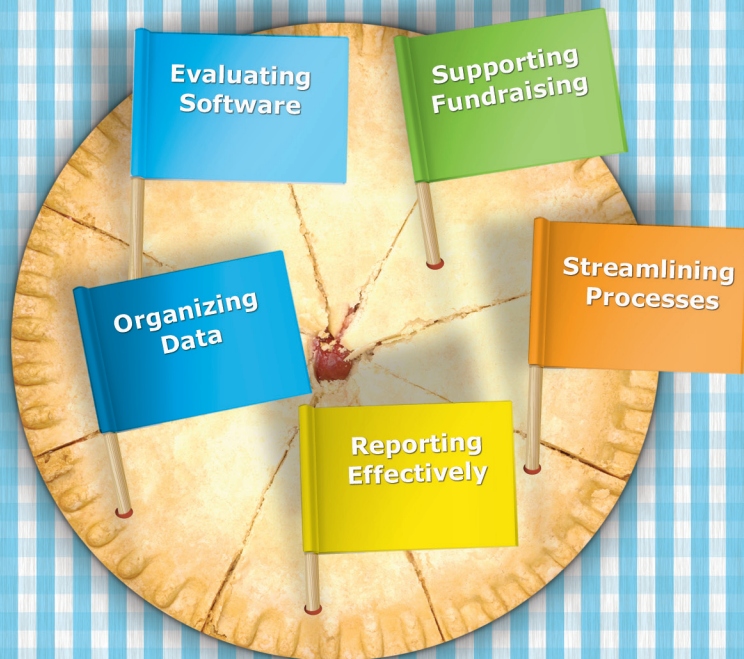 Evaluating
Software
Supporting
Fundraising
Streamlining
Processes
Organizing
Data
Reporting
Effectively